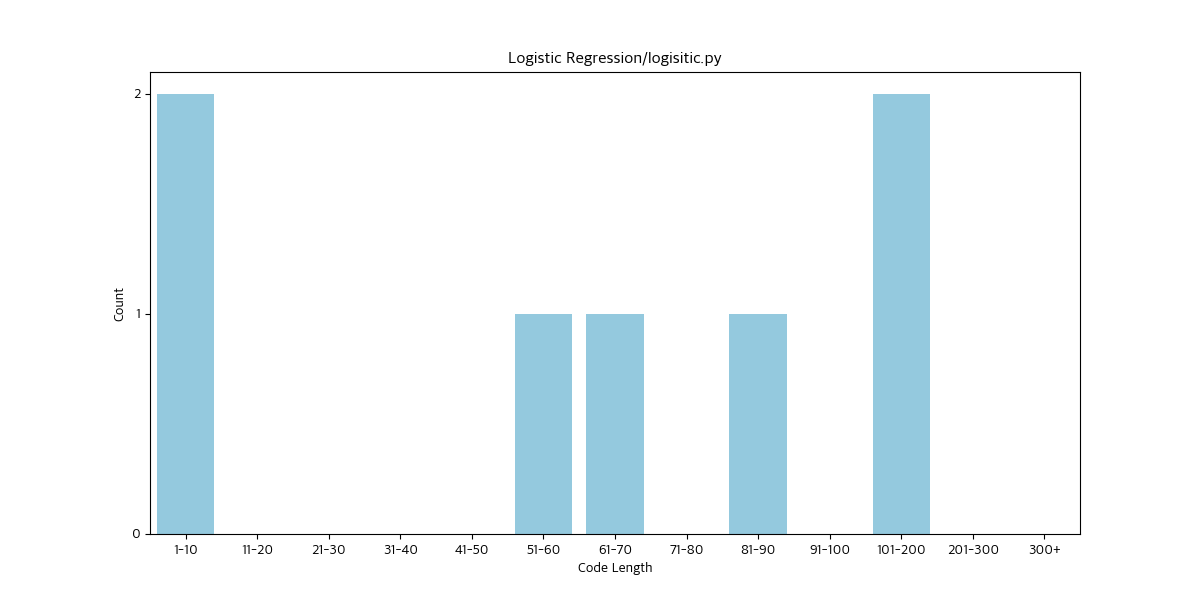 Logistic Regression/logisitic.py
Count
2
1
0
1-10 11-20 21-30 31-40 41-50 51-60 61-70 71-80 81-90 91-100 101-200 201-300 300+
Code Length